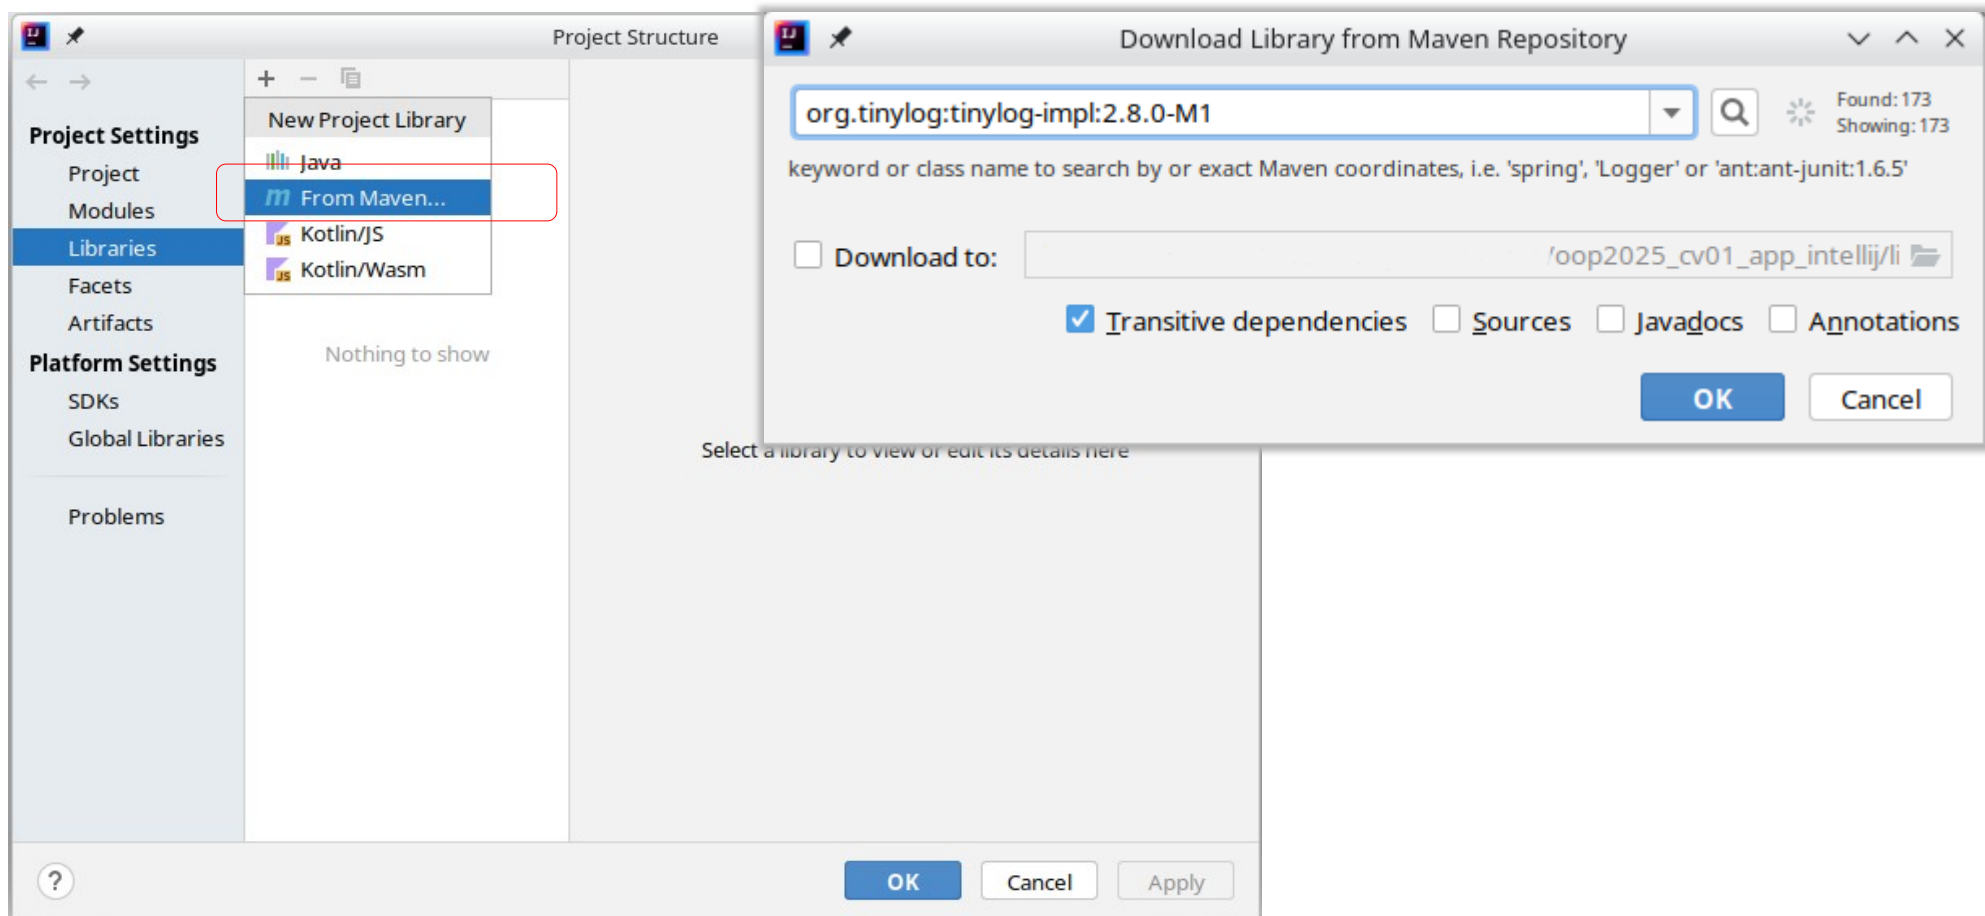 Project Structure
New Project Library
Java
From Maven...
Kotlin/JS
Kotlin/Wasm
Project Settings
Project
Modules
Libraries
Facets
Artifacts
Platform Settings
SDKs
Global Libraries
Problems
Nothing to show
Select a library to view or edit its details here
?
OK
Cancel
Apply
Download Library from Maven Repository
org.tinylog:tinylog-impl:2.8.0-M1
Found: 173
Showing: 173
keyword or class name to search by or exact Maven coordinates, i.e. 'spring', 'Logger' or 'ant:ant-junit:1.6.5'
Download to:
/oop2025_cv01_app_intellij/li
Transitive dependencies
Sources
Javadocs
Annotations
OK
Cancel